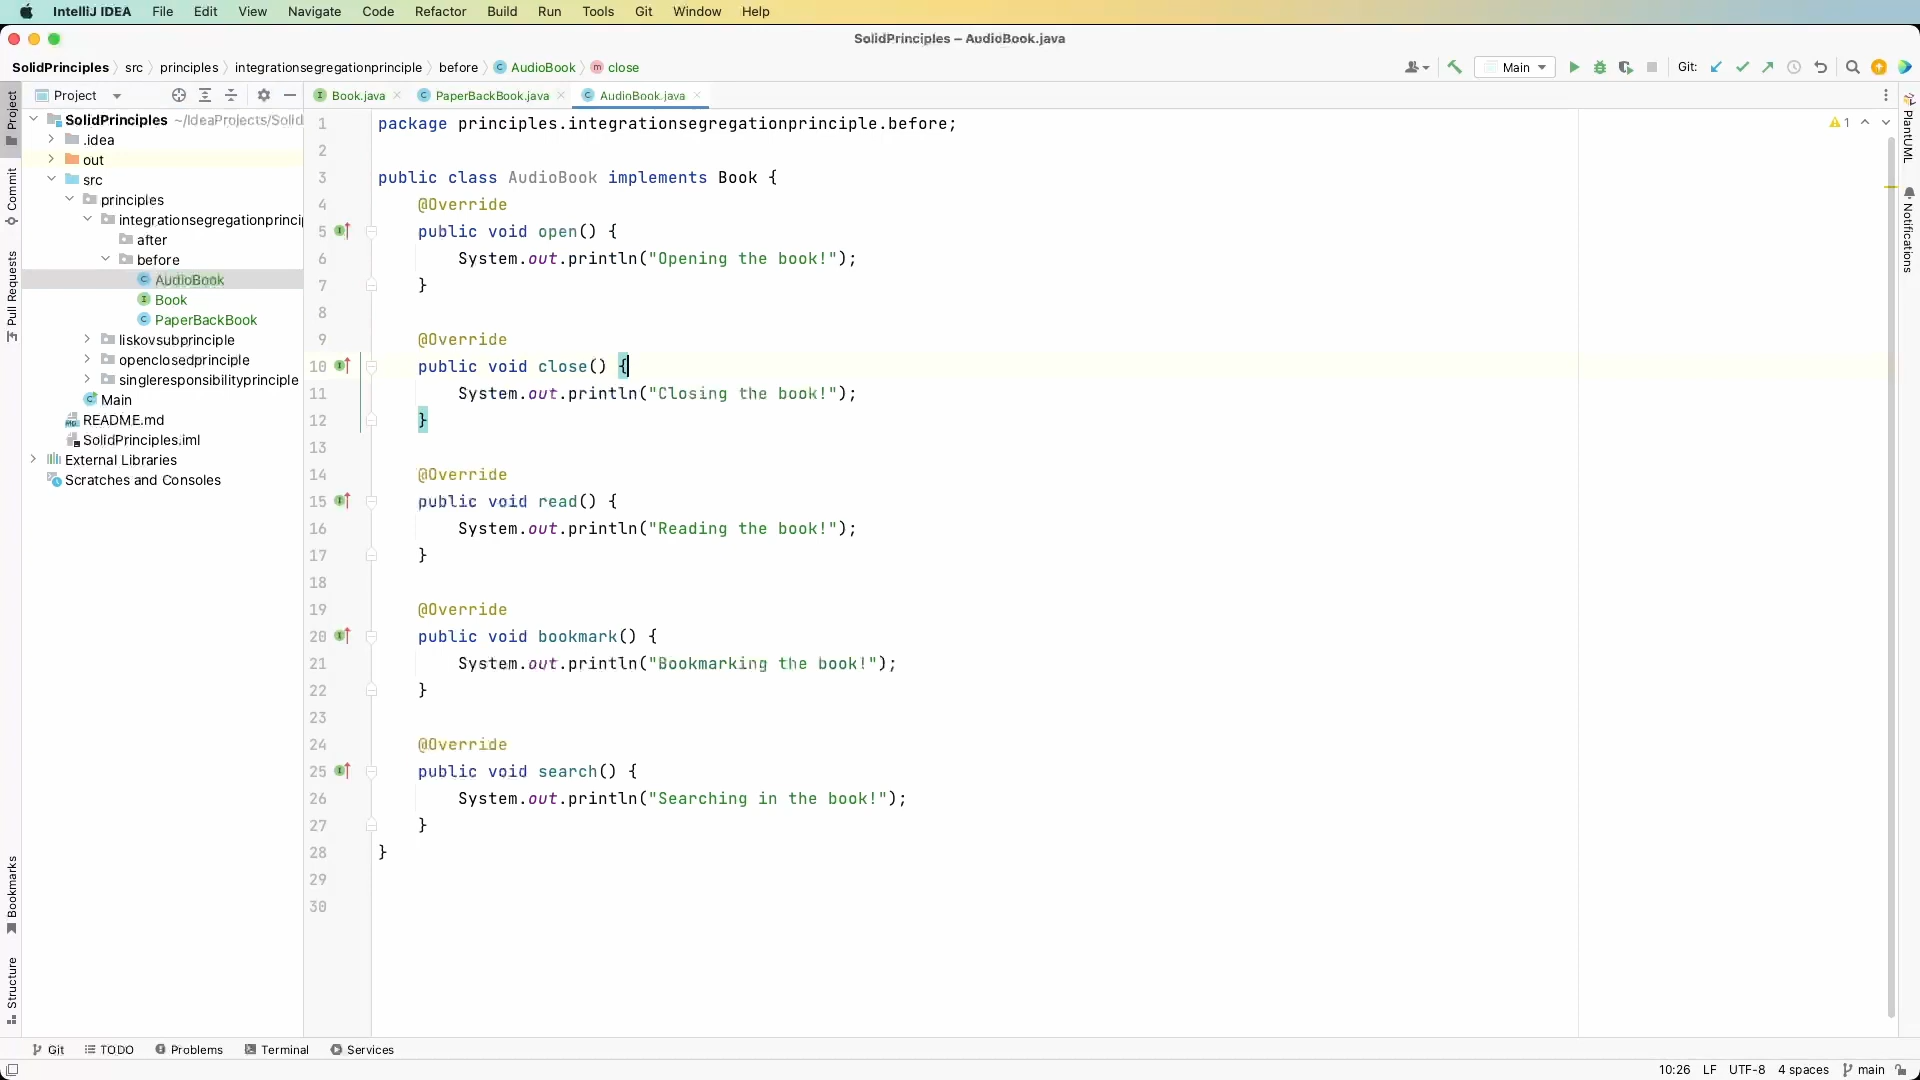 IntelliJ IDEA File Edit View Navigate Code Refactor Build Run Tools Git Window Help
SolidPrinciples – AudioBook.java
SolidPrinciples src principles integrationsegregationprinciple before AudioBook close Main Git:
Project Book.java PaperBackBook.java AudioBook.java
SolidPrinciples ~/IdeaProjects/Solid
.idea
out
src
principles
integrationsegregationprinci
after
before
AudioBook
Book
PaperBackBook
liskovsubprinciple
openclosedprinciple
singleresponsibilityprinciple
Main
README.md
SolidPrinciples.iml
External Libraries
Scratches and Consoles
Project
Commit
Pull Requests
Bookmarks
Structure
1 package principles.integrationsegregationprinciple.before;
2
3 public class AudioBook implements Book {
4 @Override
5 public void open() {
6 System.out.println("Opening the book!");
7 }
8
9 @Override
10 public void close() {
11 System.out.println("Closing the book!");
12 }
13
14 @Override
15 public void read() {
16 System.out.println("Reading the book!");
17 }
18
19 @Override
20 public void bookmark() {
21 System.out.println("Bookmarking the book!");
22 }
23
24 @Override
25 public void search() {
26 System.out.println("Searching in the book!");
27 }
28 }
29
30
1
PlantUML
Notifications
Git TODO Problems Terminal Services
10:26 LF UTF-8 4 spaces main